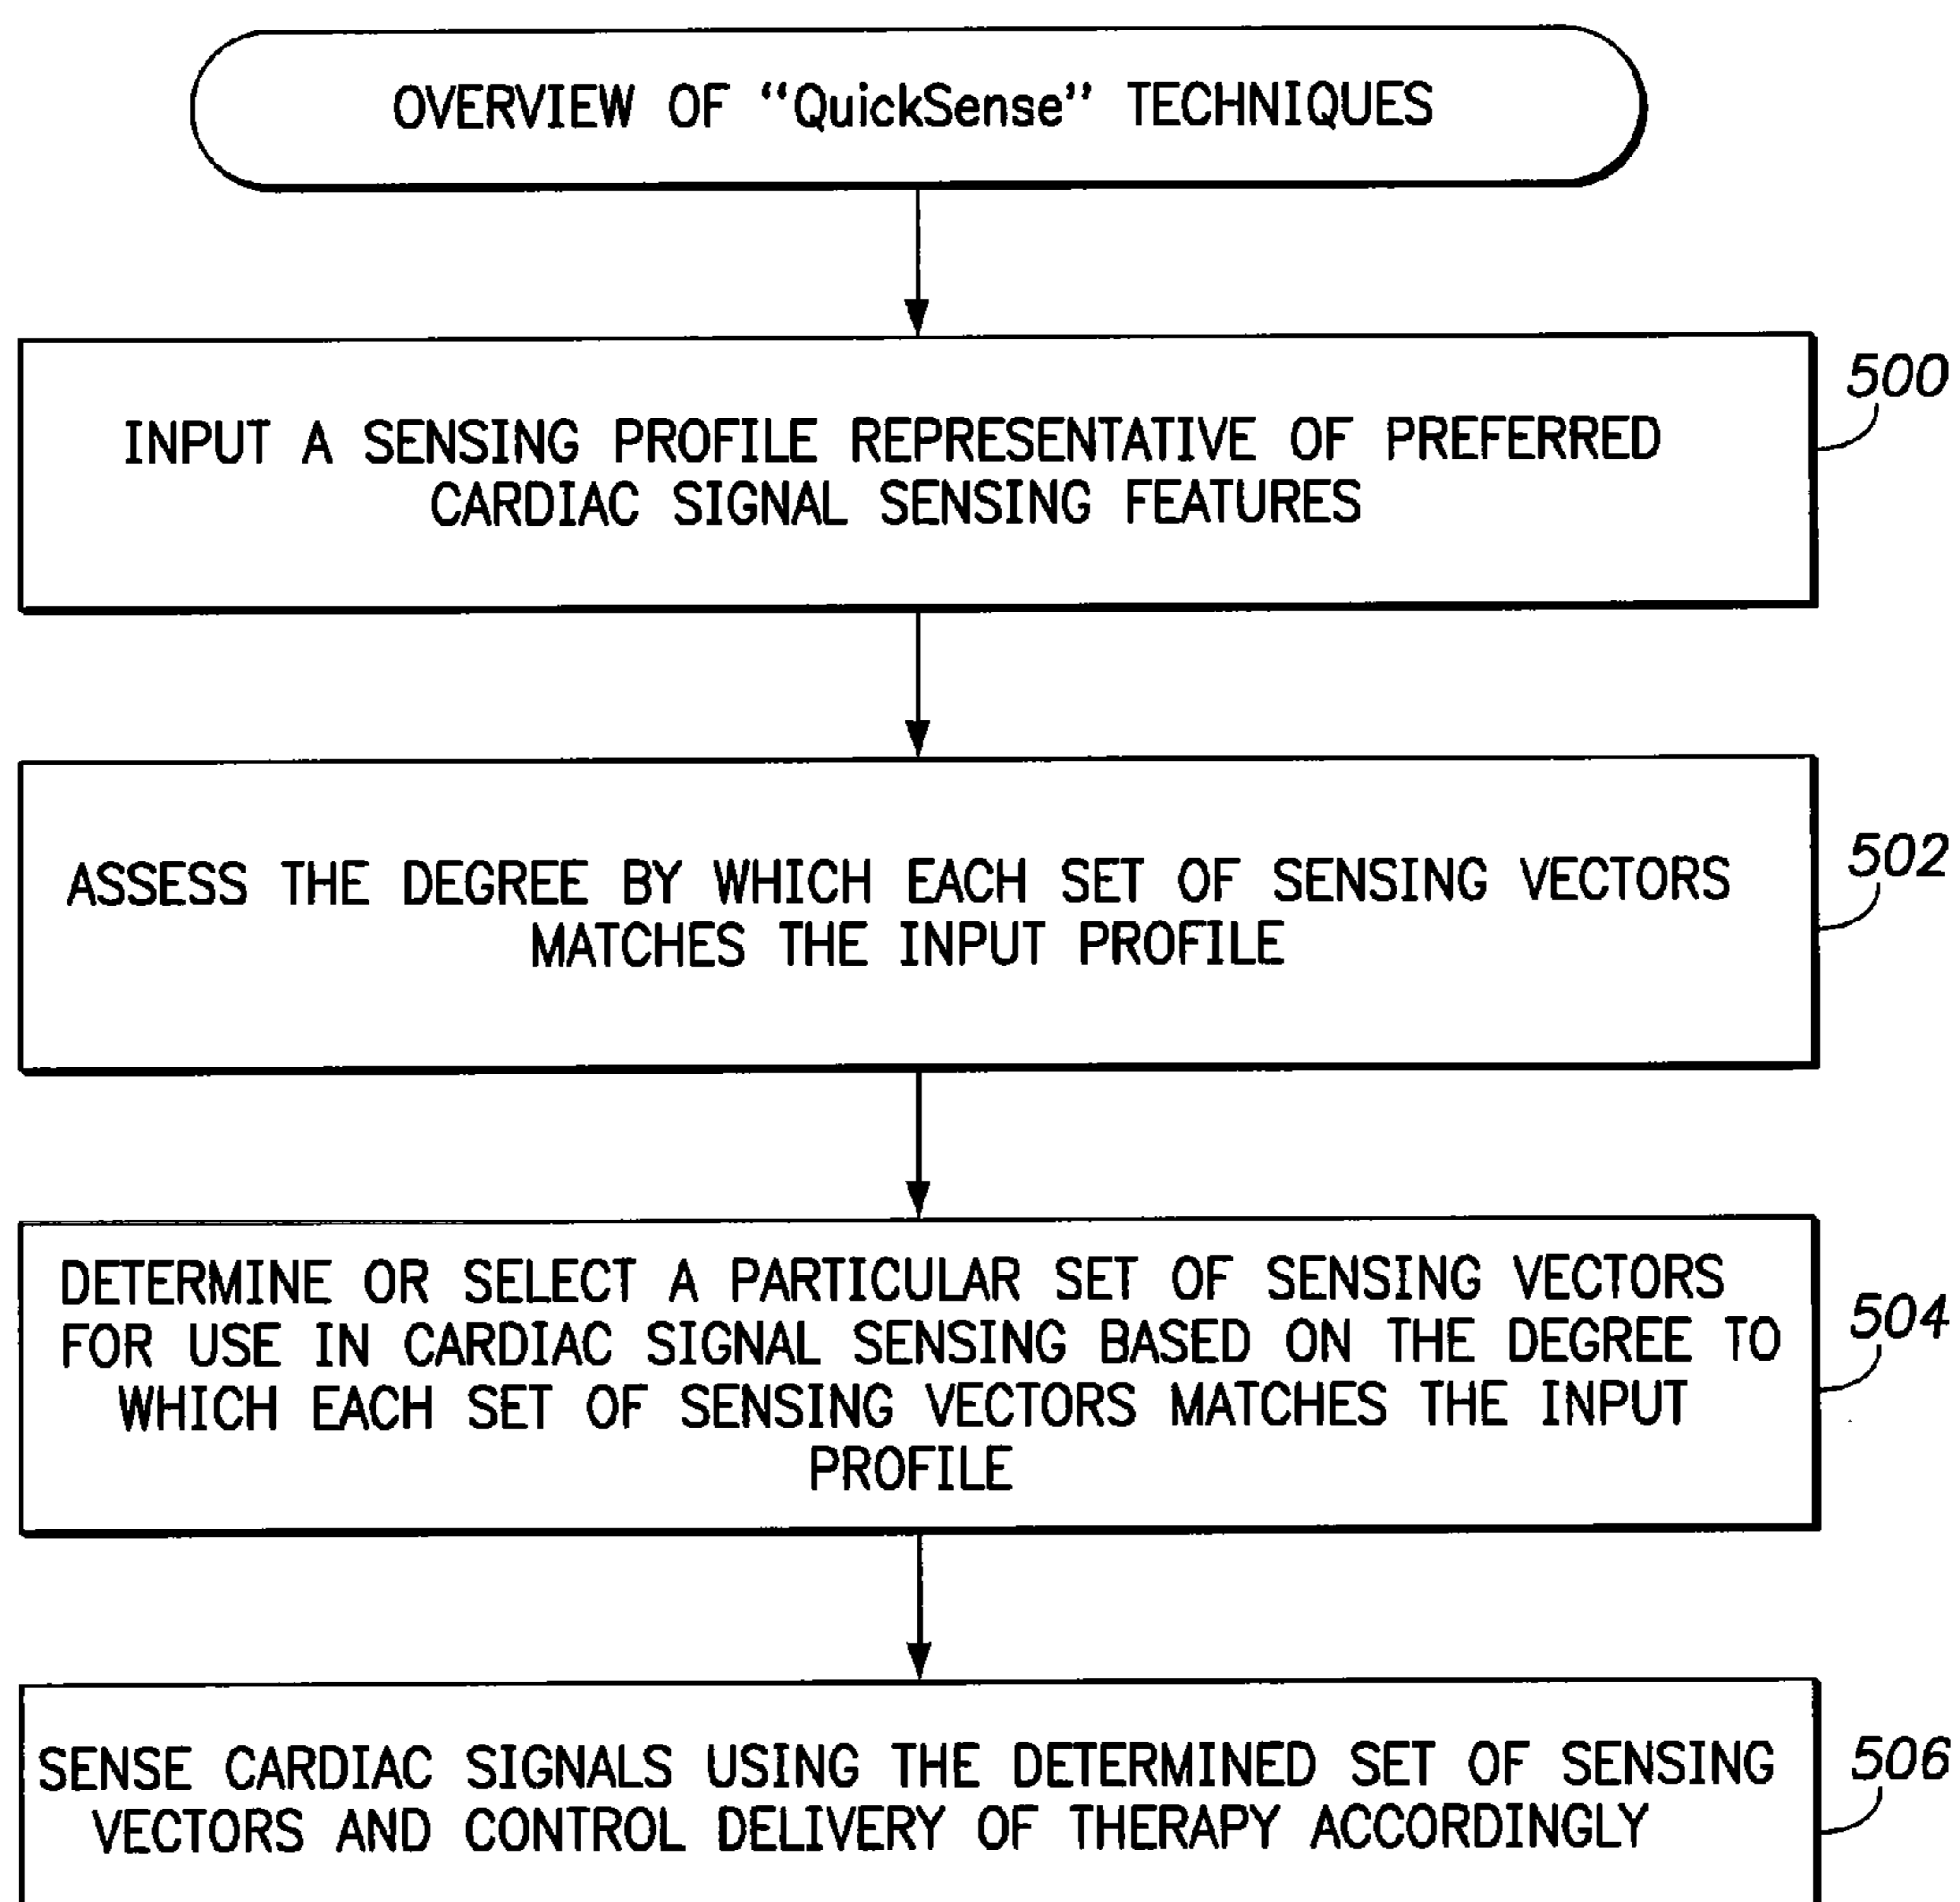 OVERVIEW OF “QuickSense” TECHNIQUES
500
INPUT A SENSING PROFILE REPRESENTATIVE OF PREFERRED
CARDIAC SIGNAL SENSING FEATURES
502
ASSESS THE DEGREE BY WHICH EACH SET OF SENSING VECTORS
MATCHES THE INPUT PROFILE
504
DETERMINE OR SELECT A PARTICULAR SET OF SENSING VECTORS
FOR USE IN CARDIAC SIGNAL SENSING BASED ON THE DEGREE TO
WHICH EACH SET OF SENSING VECTORS MATCHES THE INPUT
PROFILE
506
SENSE CARDIAC SIGNALS USING THE DETERMINED SET OF SENSING
VECTORS AND CONTROL DELIVERY OF THERAPY ACCORDINGLY